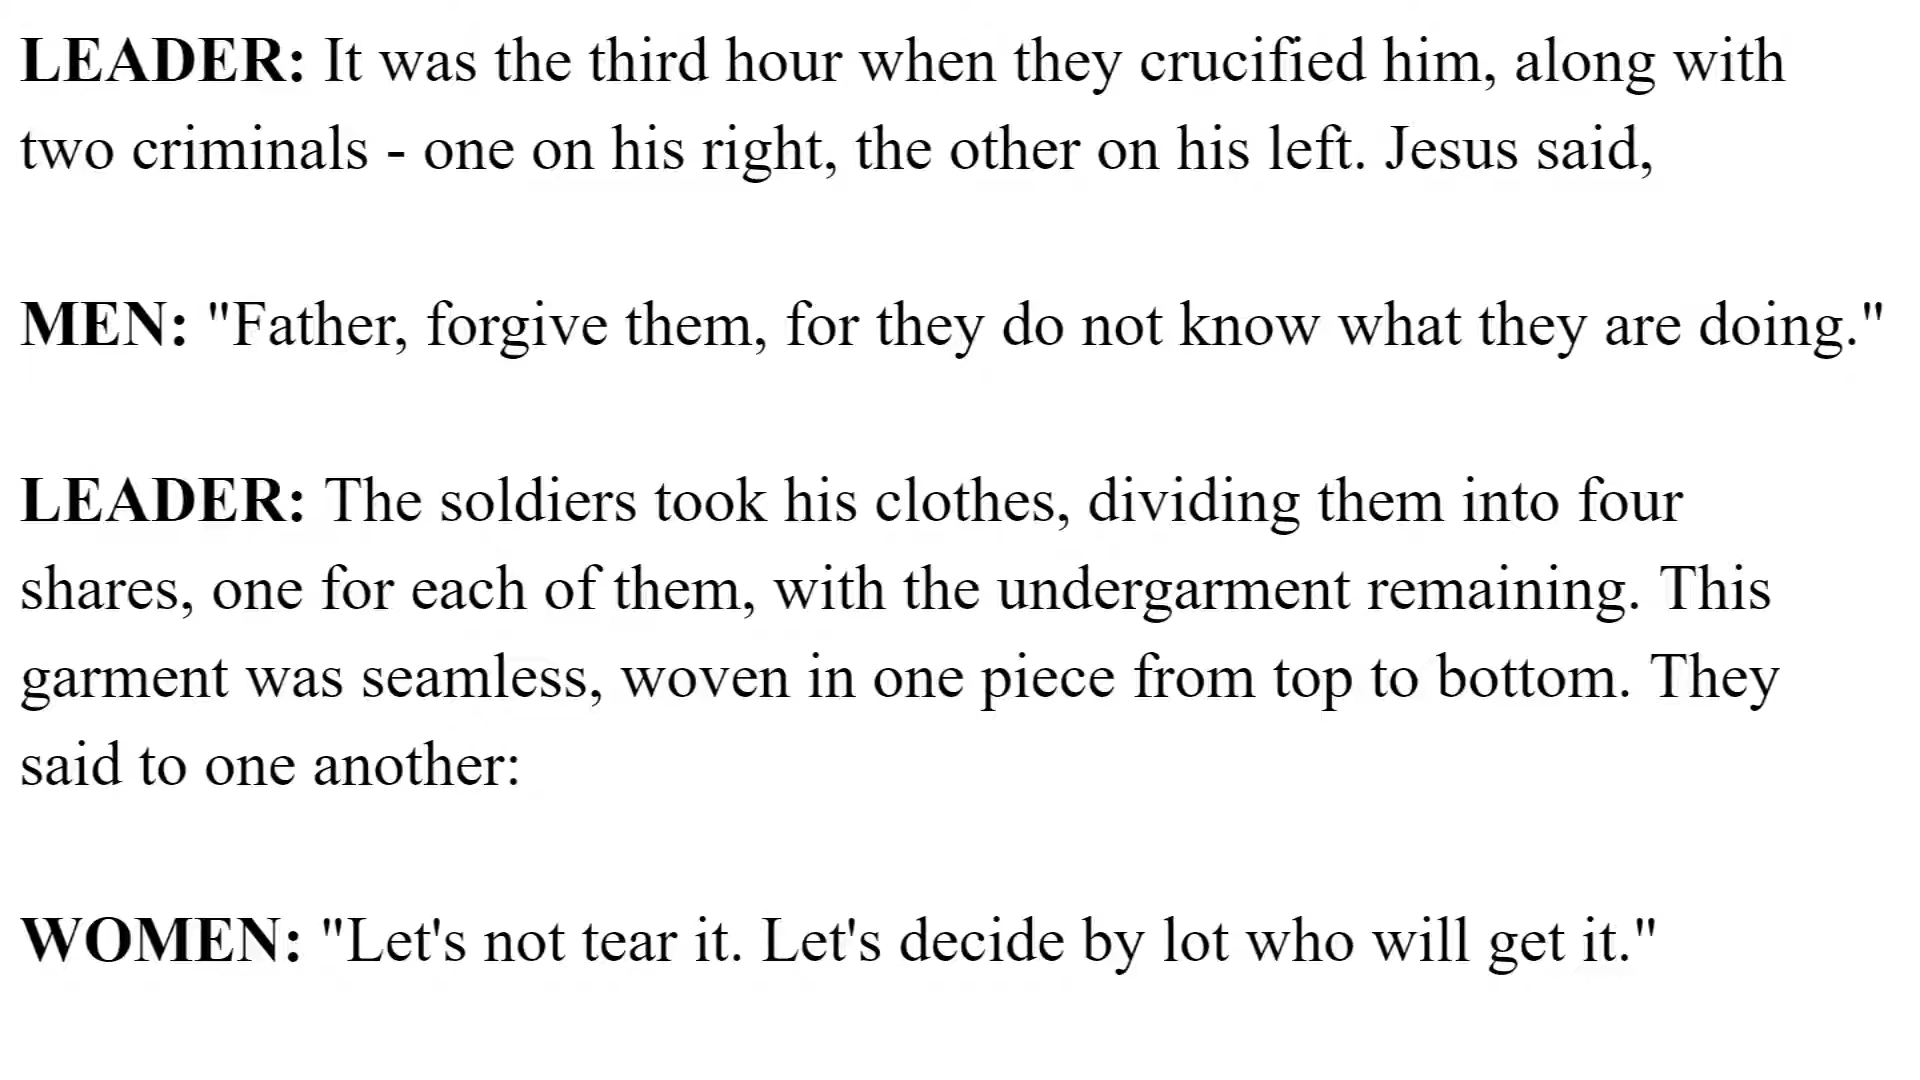 LEADER: It was the third hour when they crucified him, along with
two criminals - one on his right, the other on his left. Jesus said,
MEN: "Father, forgive them, for they do not know what they are doing."
LEADER: The soldiers took his clothes, dividing them into four
shares, one for each of them, with the undergarment remaining. This
garment was seamless, woven in one piece from top to bottom. They
said to one another:
WOMEN: "Let's not tear it. Let's decide by lot who will get it."